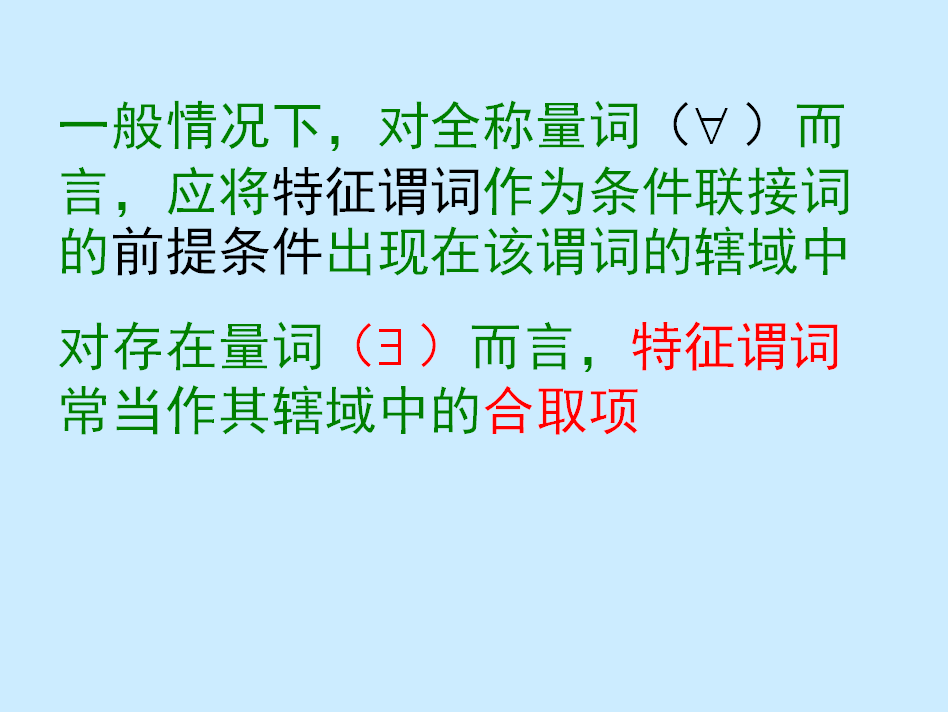 一般情况下，对全称量词（∀）而
言，应将特征谓词作为条件联接词
的前提条件出现在该谓词的辖域中
对存在量词（∃）而言，特征谓词
常当作其辖域中的合取项